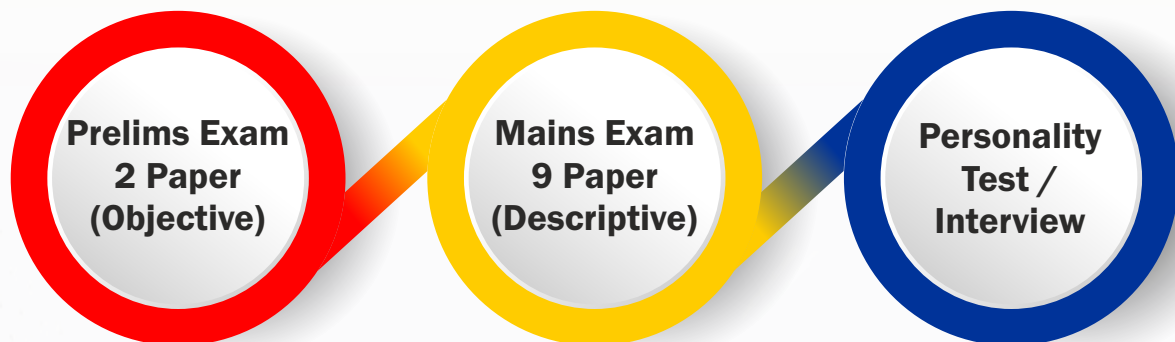 Prelims Exam
2 Paper
(Objective)
Mains Exam
9 Paper
(Descriptive)
Personality
Test /
Interview